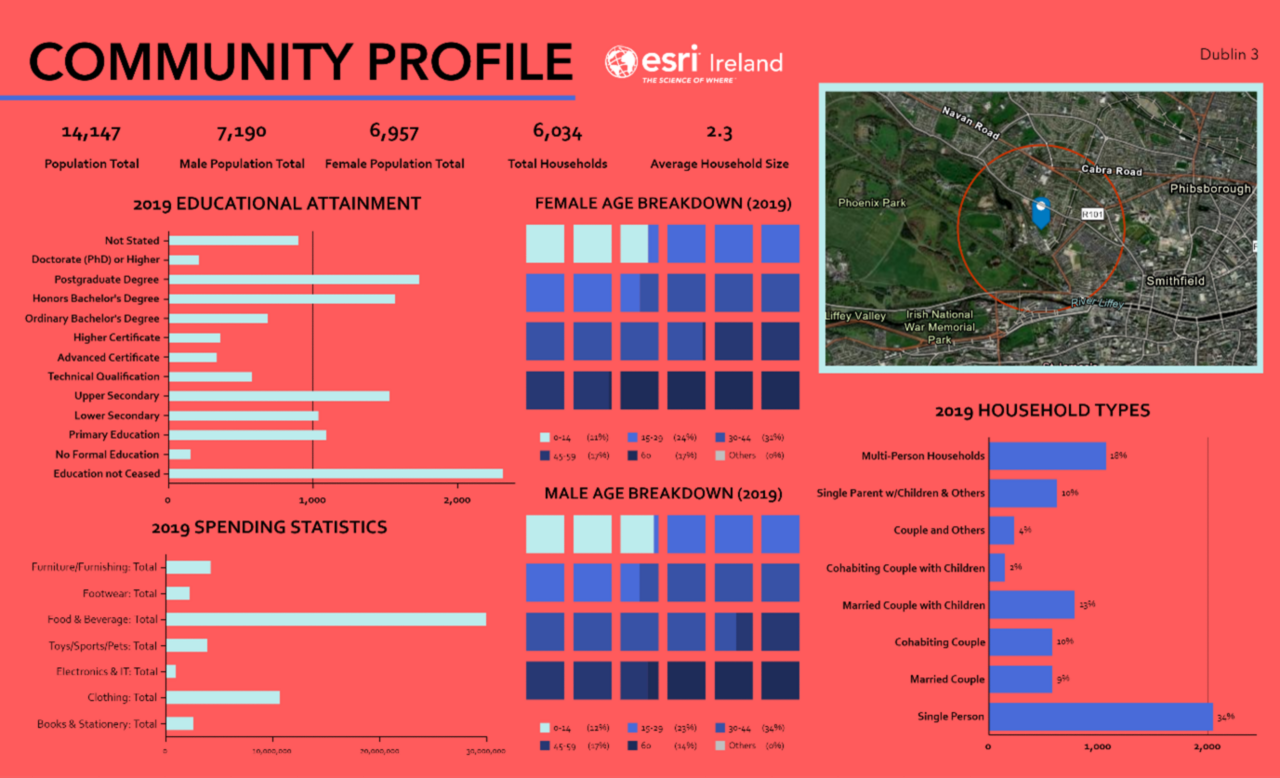 COMMUNITY PROFILE
esri Ireland
THE SCIENCE OF WHERE
Dublin 3
14,147
Population Total
7,190
Male Population Total
6,957
Female Population Total
6,034
Total Households
2.3
Average Household Size
2019 EDUCATIONAL ATTAINMENT
Not Stated
Doctorate (PhD) or Higher
Postgraduate Degree
Honors Bachelor's Degree
Ordinary Bachelor's Degree
Higher Certificate
Advanced Certificate
Technical Qualification
Upper Secondary
Lower Secondary
Primary Education
No Formal Education
Education not Ceased
0 1,000 2,000
2019 SPENDING STATISTICS
Furniture/Furnishing: Total
Footwear: Total
Food & Beverage: Total
Toys/Sports/Pets: Total
Electronics & IT: Total
Clothing: Total
Books & Stationery: Total
0 10,000,000 20,000,000 30,000,000
FEMALE AGE BREAKDOWN (2019)
0-14 (11%) 15-29 (24%) 30-44 (32%)
45-59 (17%) 60 (17%) Others (0%)
MALE AGE BREAKDOWN (2019)
0-14 (12%) 15-29 (23%) 30-44 (34%)
45-59 (17%) 60 (14%) Others (0%)
Navan Road
Cabra Road
Phibsborough
Phoenix Park
R101
Smithfield
River Liffey
Liffey Valley
Irish National
War Memorial
Park
2019 HOUSEHOLD TYPES
Multi-Person Households 18%
Single Parent w/Children & Others 10%
Couple and Others 4%
Cohabiting Couple with Children 2%
Married Couple with Children 13%
Cohabiting Couple 10%
Married Couple 9%
Single Person 34%
0 1,000 2,000